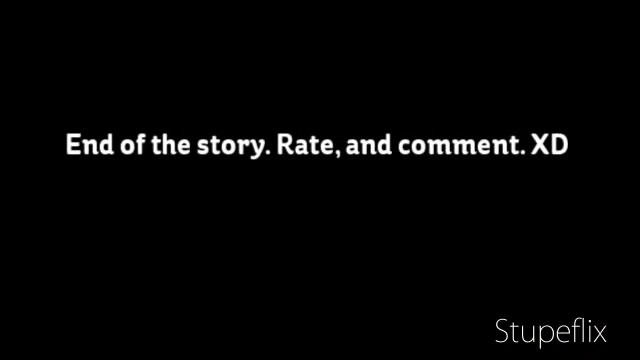 End of the story. Rate, and comment. XD
Stupeflix